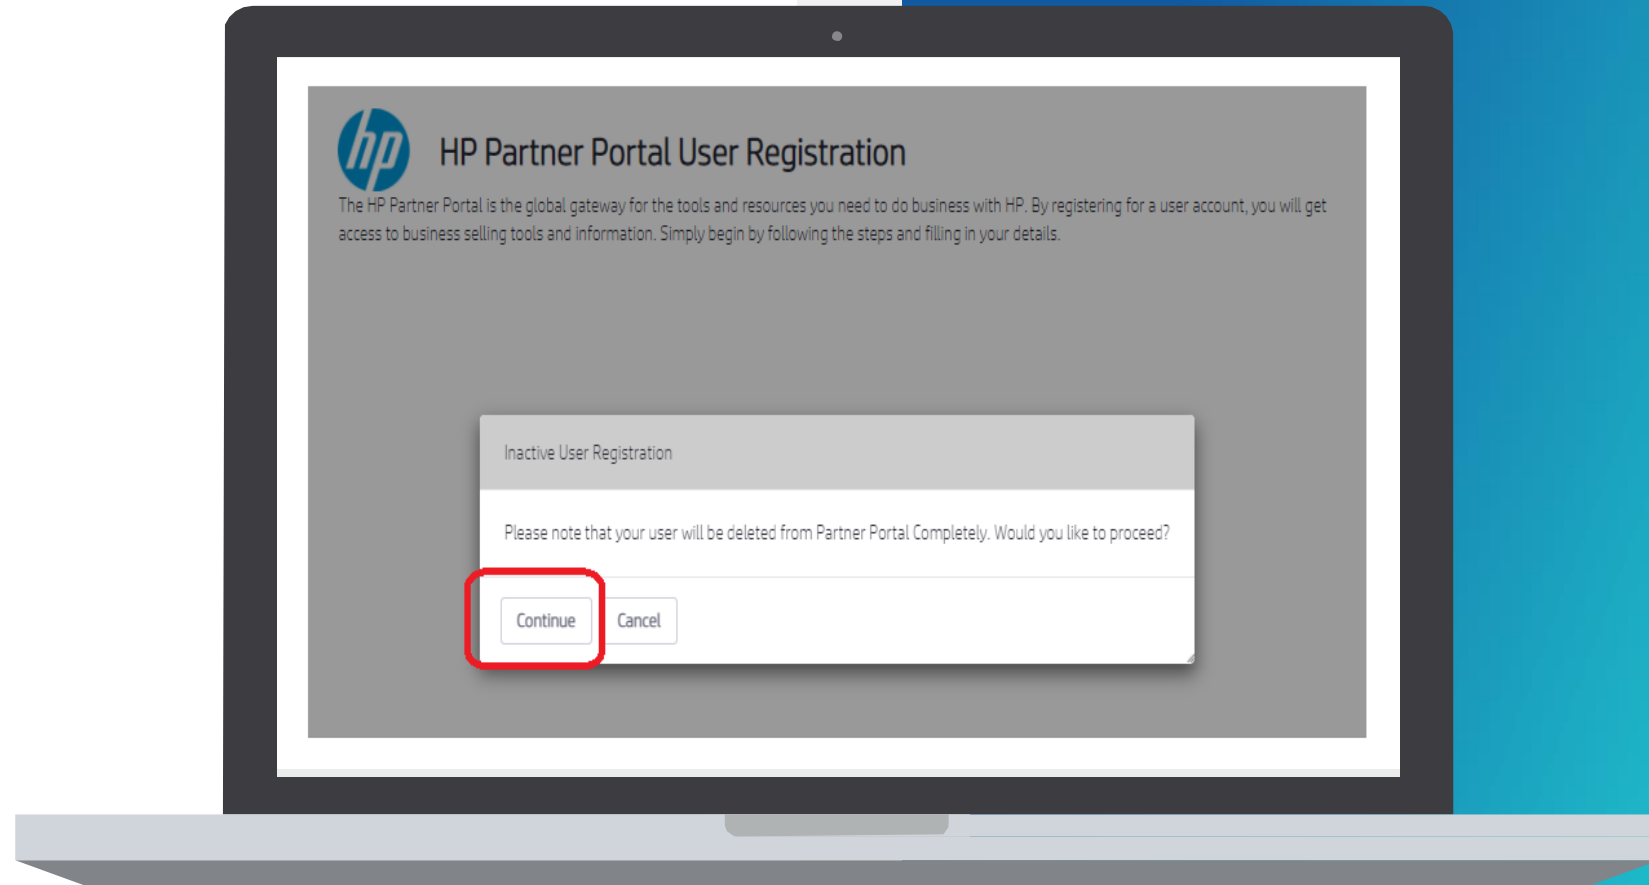 hp
HP Partner Portal User Registration
The HP Partner Portal is the global gateway for the tools and resources you need to do business with HP. By registering for a user account, you will get
access to business selling tools and information. Simply begin by following the steps and filling in your details.
Inactive User Registration
Please note that your user will be deleted from Partner Portal Completely. Would you like to proceed?
Continue Cancel